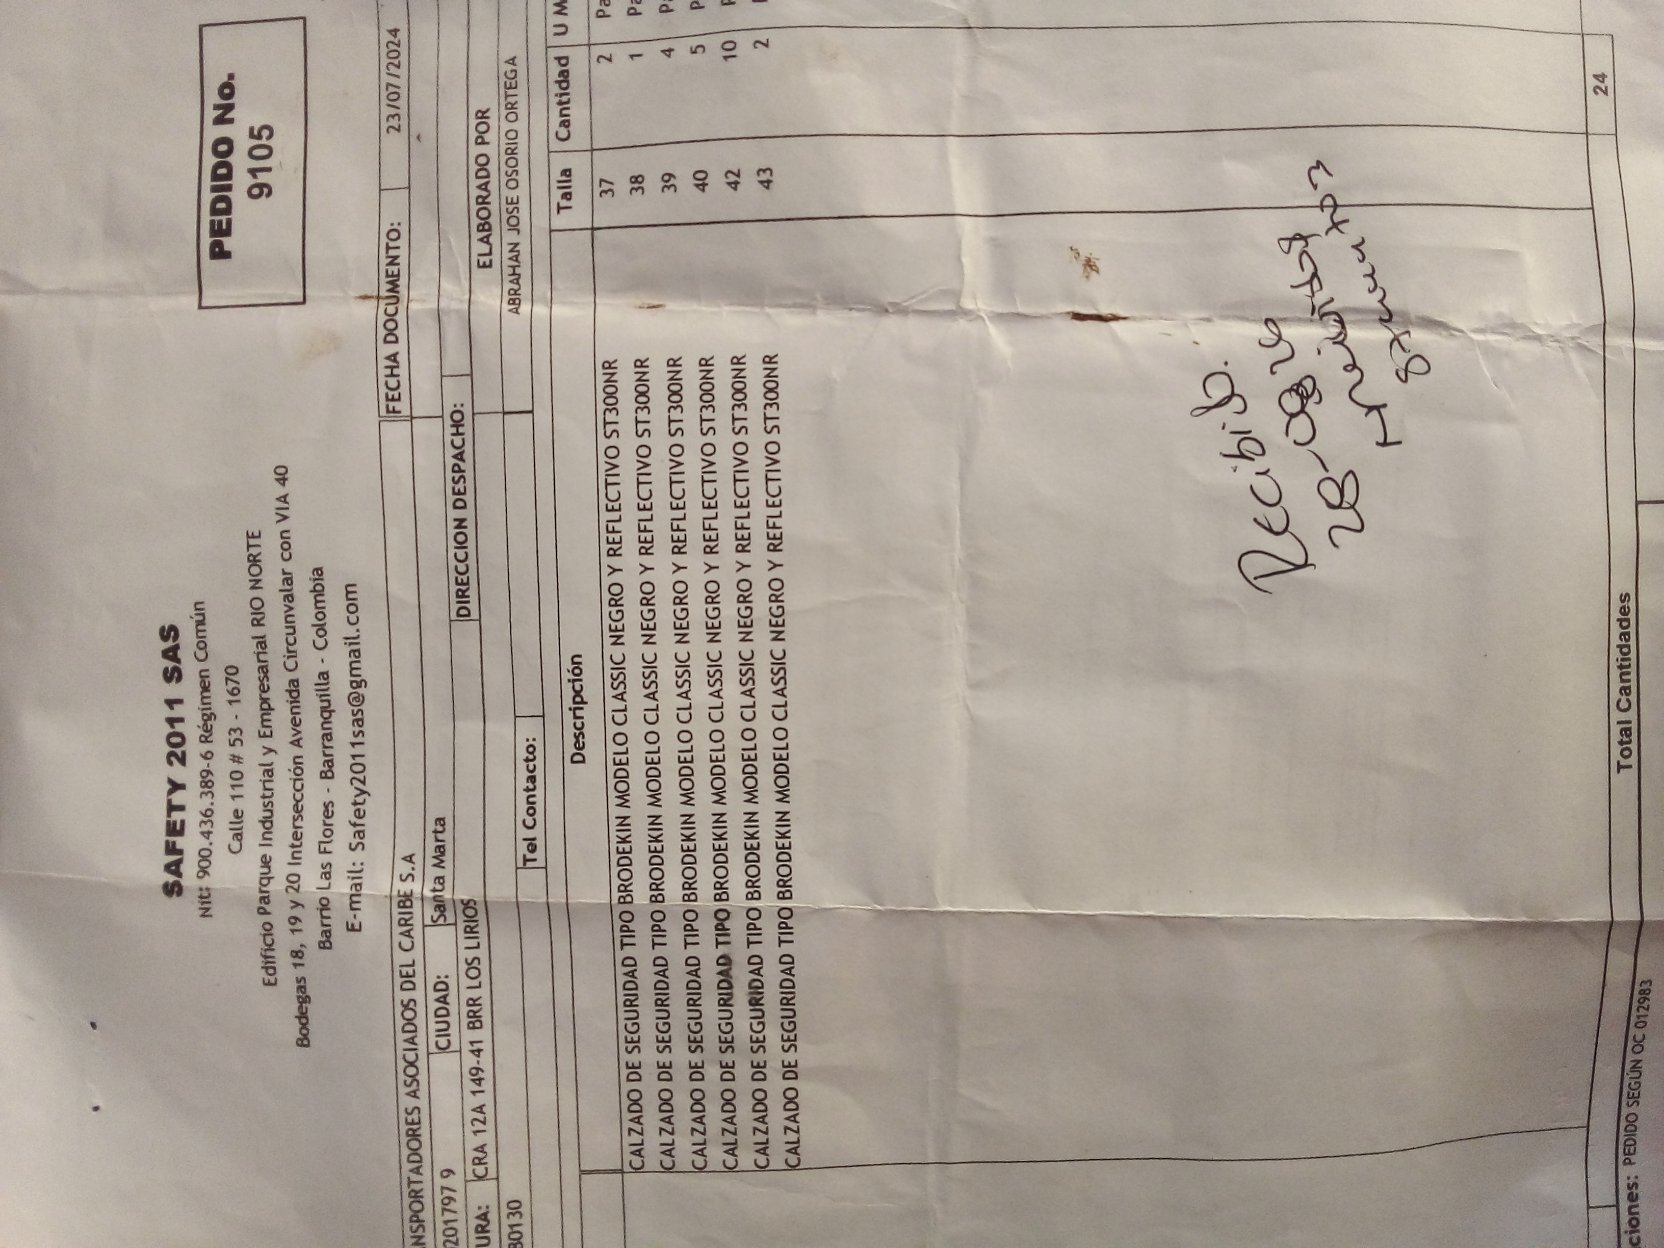 SAFETY 2011 SAS
Nit: 900.436.389-6 Régimen Común
Calle 110 # 53 - 1670
Edificio Parque Industrial y Empresarial RIO NORTE
Bodegas 18, 19 y 20 Intersección Avenida Circunvalar con VIA 40
Barrio Las Flores - Barranquilla - Colombia
E-mail: Safety2011sas@gmail.com
PEDIDO No.
9105
NSPORTADORES ASOCIADOS DEL CARIBE S.A
FECHA DOCUMENTO: 23/07/2024
201797 9 CIUDAD: Santa Marta
URA: CRA 12A 149-41 BRR LOS LIRIOS DIRECCION DESPACHO:
ELABORADO POR
30130 Tel Contacto: ABRAHAN JOSE OSORIO ORTEGA
Descripción Talla Cantidad U M
CALZADO DE SEGURIDAD TIPO BRODEKIN MODELO CLASSIC NEGRO Y REFLECTIVO ST300NR 37 2 Pa
CALZADO DE SEGURIDAD TIPO BRODEKIN MODELO CLASSIC NEGRO Y REFLECTIVO ST300NR 38 1 Pa
CALZADO DE SEGURIDAD TIPO BRODEKIN MODELO CLASSIC NEGRO Y REFLECTIVO ST300NR 39 4 Pa
CALZADO DE SEGURIDAD TIPO BRODEKIN MODELO CLASSIC NEGRO Y REFLECTIVO ST300NR 40 5 P
CALZADO DE SEGURIDAD TIPO BRODEKIN MODELO CLASSIC NEGRO Y REFLECTIVO ST300NR 42 10 P
CALZADO DE SEGURIDAD TIPO BRODEKIN MODELO CLASSIC NEGRO Y REFLECTIVO ST300NR 43 2
Recibido.
Total Cantidades 24
ciones: PEDIDO SEGÚN OC 012983